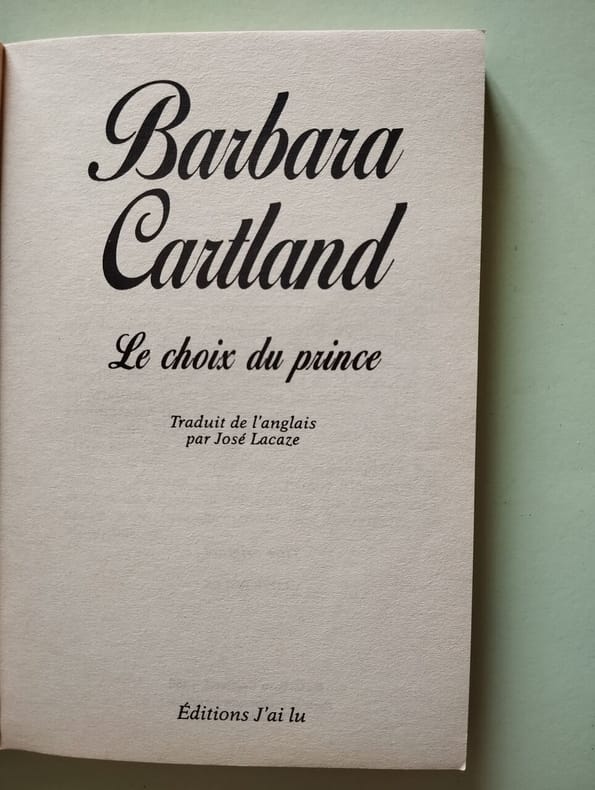 Barbara
Cartland
Le choix du prince
Traduit de l'anglais
par José Lacaze
Éditions J'ai lu